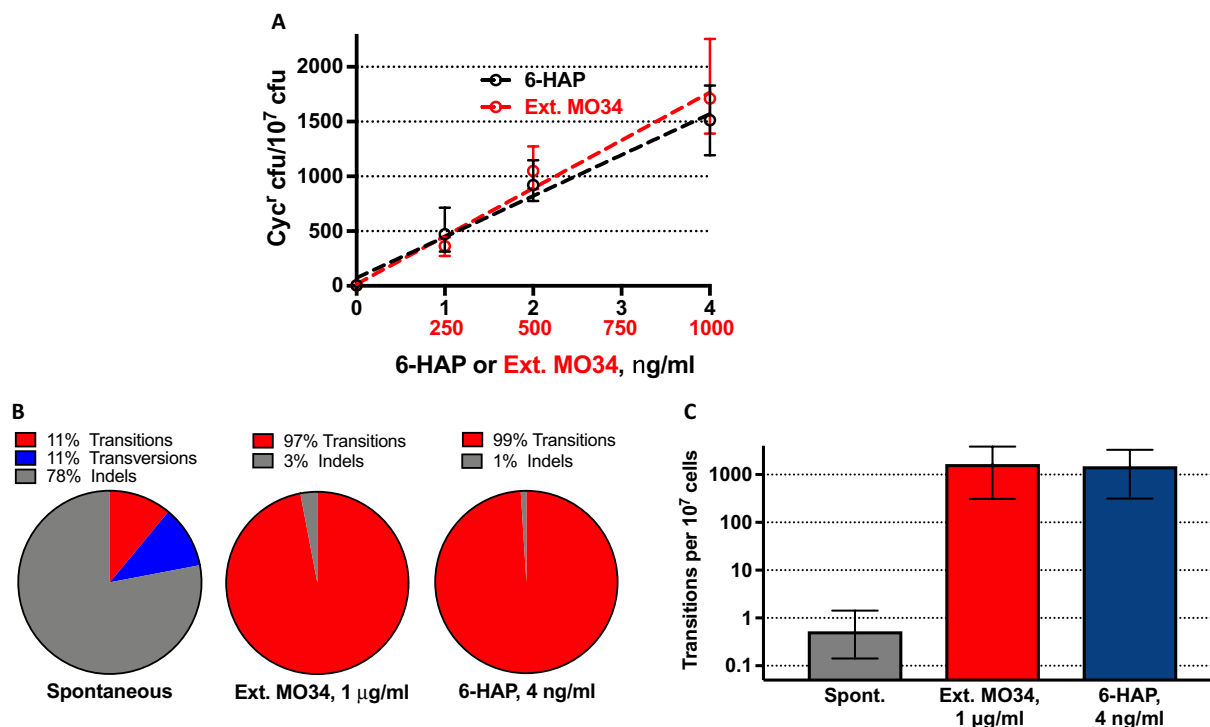 A
2000
1500
1000
500
0
Cycʳ cfu/10⁷ cfu
6-HAP
Ext. MO34
0 1 2 3 4
250 500 750 1000
6-HAP or Ext. MO34, ng/ml
B
11% Transitions
11% Transversions
78% Indels
97% Transitions
3% Indels
99% Transitions
1% Indels
Spontaneous
Ext. MO34, 1 µg/ml
6-HAP, 4 ng/ml
C
1000
100
10
1
0.1
Transitions per 10⁷ cells
Spont.
Ext. MO34,
1 µg/ml
6-HAP,
4 ng/ml